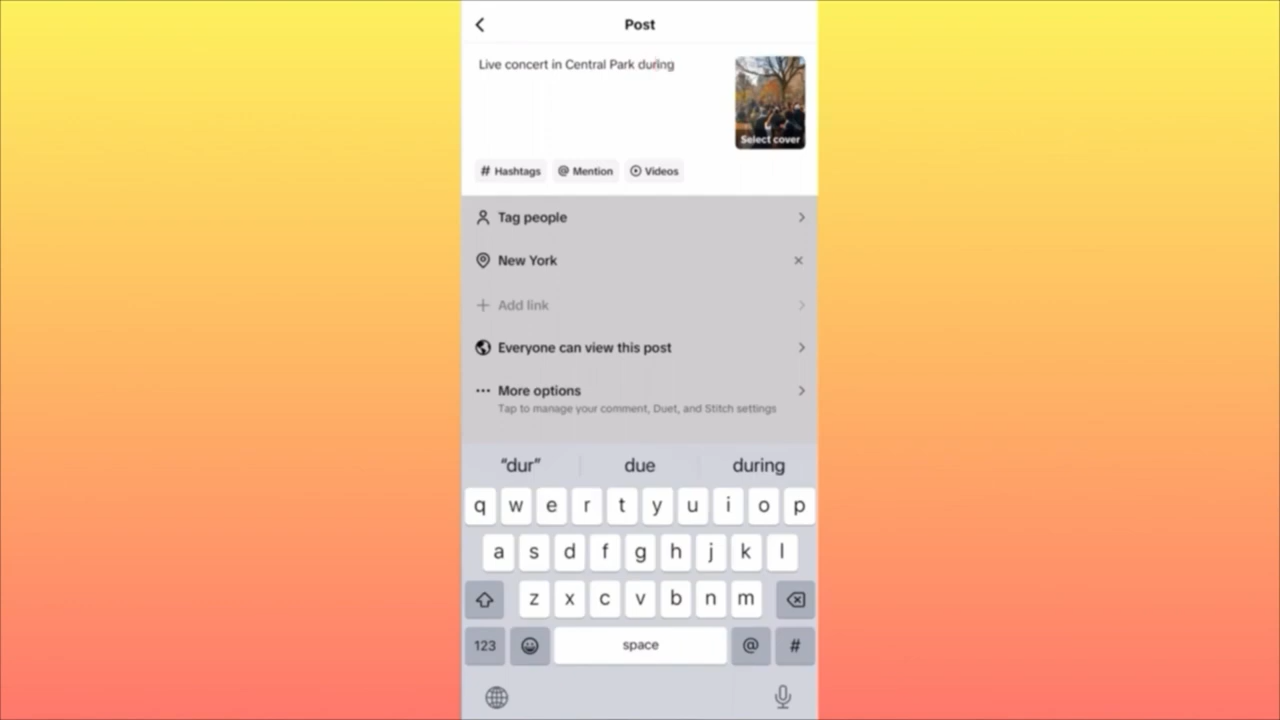 Post
Live concert in Central Park during
Select cover
# Hashtags @ Mention Videos
Tag people
New York
Add link
Everyone can view this post
More options
Tap to manage your comment, Duet, and Stitch settings
“dur” due during
q w e r t y u i o p
a s d f g h j k l
z x c v b n m
123 space @ #